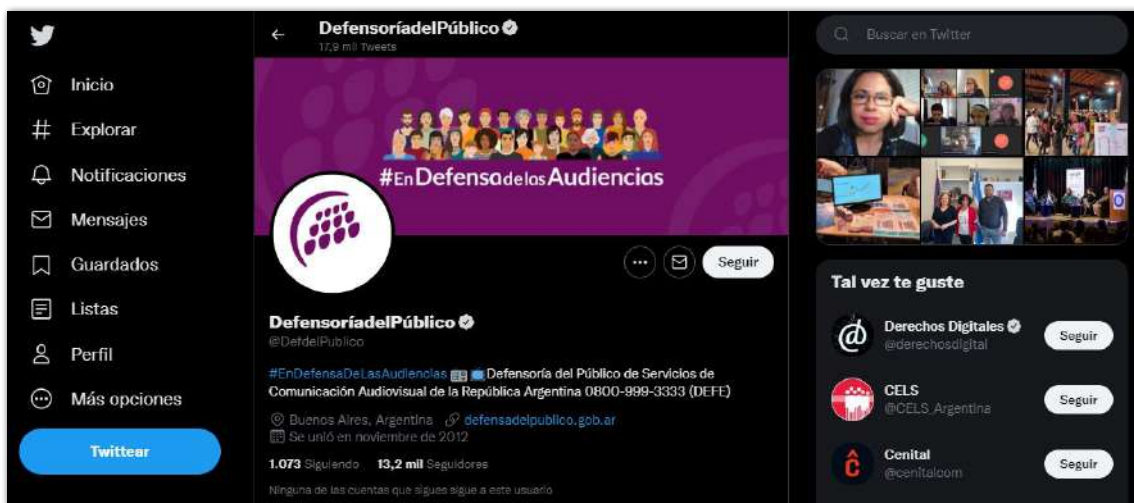 Inicio
Explorar
Notificaciones
Mensajes
Guardados
Listas
Perfil
Más opciones
Twittear
DefensoríadelPúblico
17,9 mil Tweets
#EnDefensadelasAudiencias
Seguir
DefensoríadelPúblico
@DefdelPublico
#EnDefensaDeLasAudiencias Defensoría del Público de Servicios de
Comunicación Audiovisual de la República Argentina 0800-999-3333 (DEFE)
Buenos Aires, Argentina defensadelpublico.gob.ar
Se unió en noviembre de 2012
1.073 Siguiendo 13,2 mil Seguidores
Ninguna de las cuentas que sigues sigue a este usuario
Buscar en Twitter
Tal vez te guste
Derechos Digitales
@derechosdigital
Seguir
CELS
@CELS_Argentina
Seguir
Cenital
@cenitalcom
Seguir